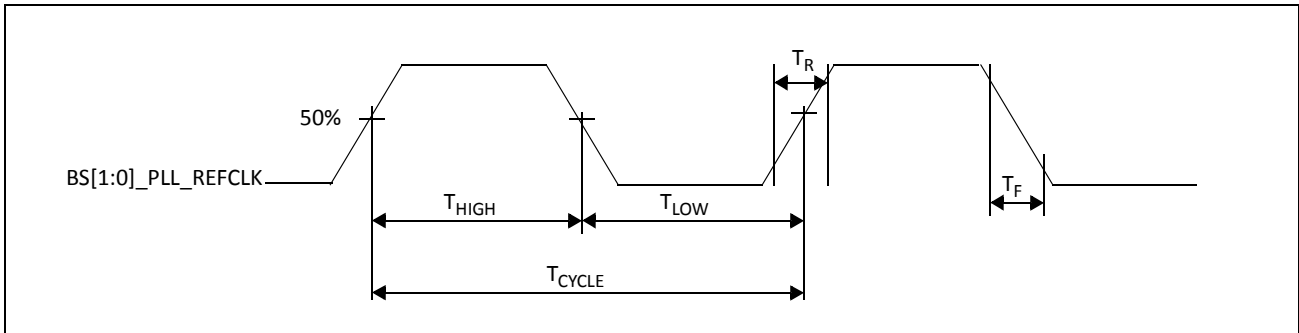 T_R
50%
BS[1:0]_PLL_REFCLK
T_F
T_HIGH
T_LOW
T_CYCLE